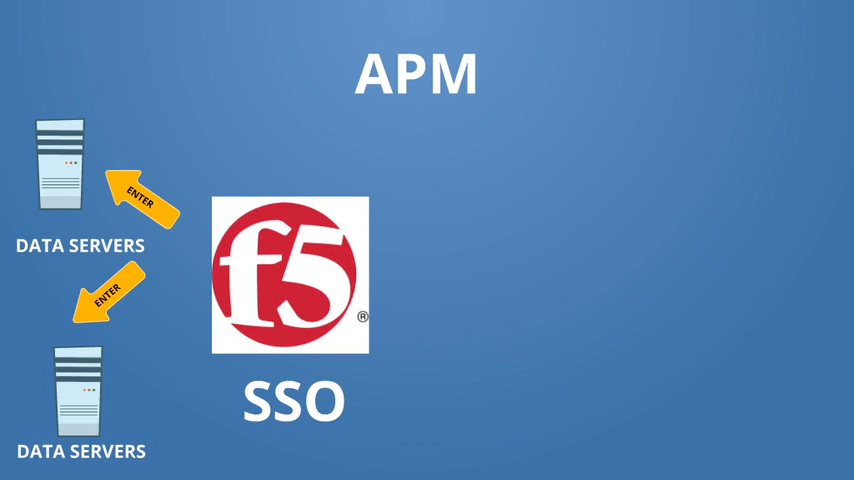 APM
ENTER
DATA SERVERS
ENTER
f5
®
SSO
DATA SERVERS